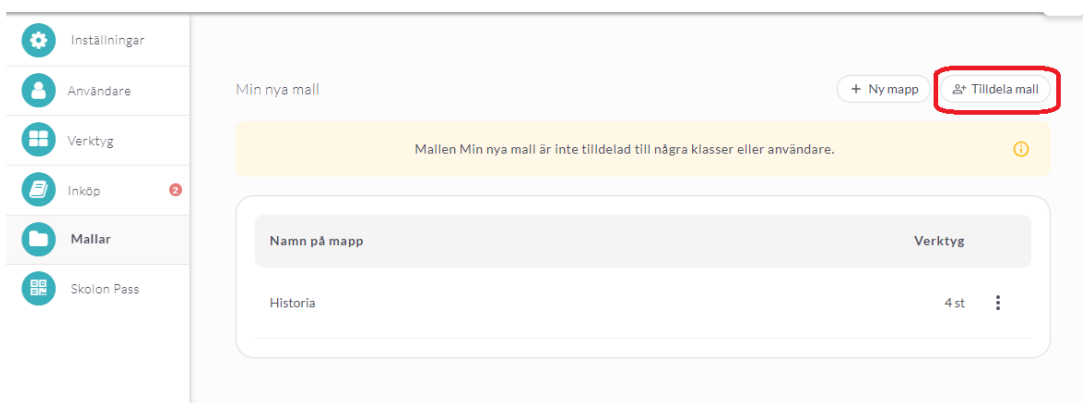 Inställningar
Användare
Verktyg
Inköp 2
Mallar
Skolon Pass
Min nya mall
+ Ny mapp
Tilldela mall
Mallen Min nya mall är inte tilldelad till några klasser eller användare.
Namn på mapp Verktyg
Historia 4 st